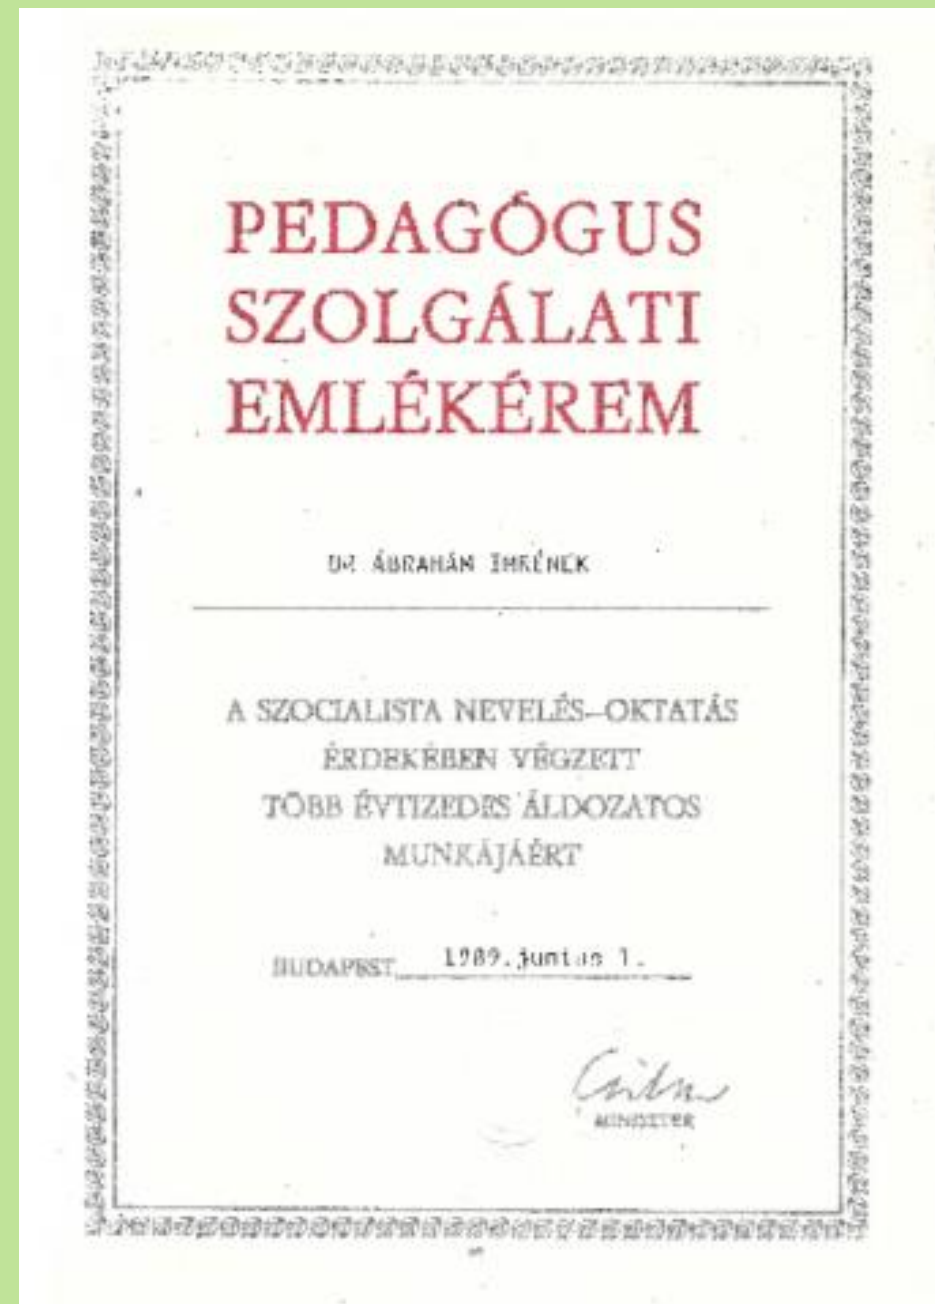 PEDAGÓGUS
SZOLGÁLATI
EMLÉKÉREM
DR ÁBRAHÁM IMRÉNEK
A SZOCIALISTA NEVELÉS–OKTATÁS
ÉRDEKÉBEN VÉGZETT
TÖBB ÉVTIZEDES ÁLDOZATOS
MUNKÁJÁÉRT
BUDAPEST 1989. junius 1.
MINISZTER